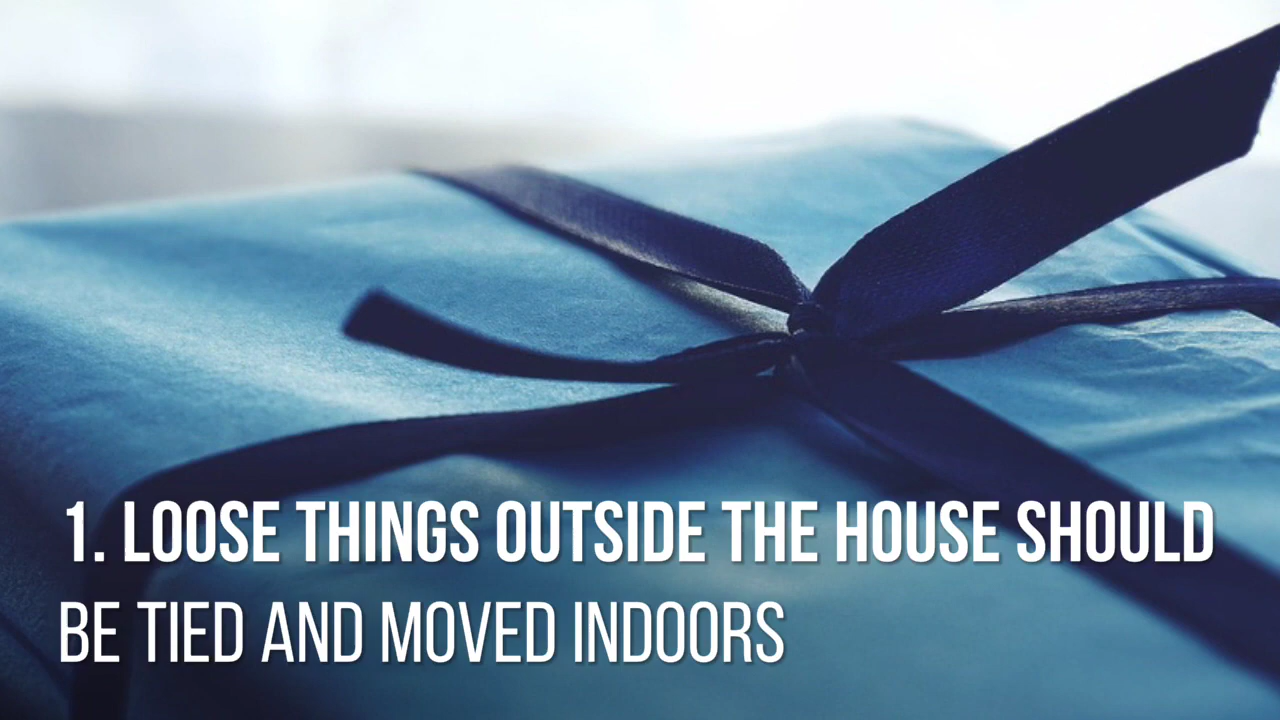 1. LOOSE THINGS OUTSIDE THE HOUSE SHOULD
BE TIED AND MOVED INDOORS